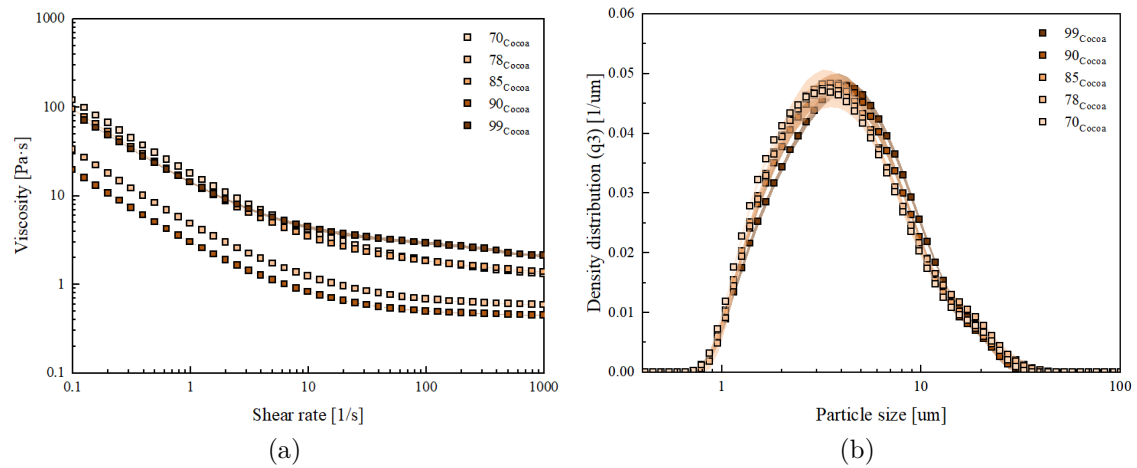 1000
100
10
1
0.1
0.1
1
10
100
1000
Viscosity [Pa·s]
Shear rate [1/s]
70Cocoa
78Cocoa
85Cocoa
90Cocoa
99Cocoa
(a)
0.06
0.05
0.04
0.03
0.02
0.01
0.00
1
10
100
Density distribution (q3) [1/um]
Particle size [um]
99Cocoa
90Cocoa
85Cocoa
78Cocoa
70Cocoa
(b)